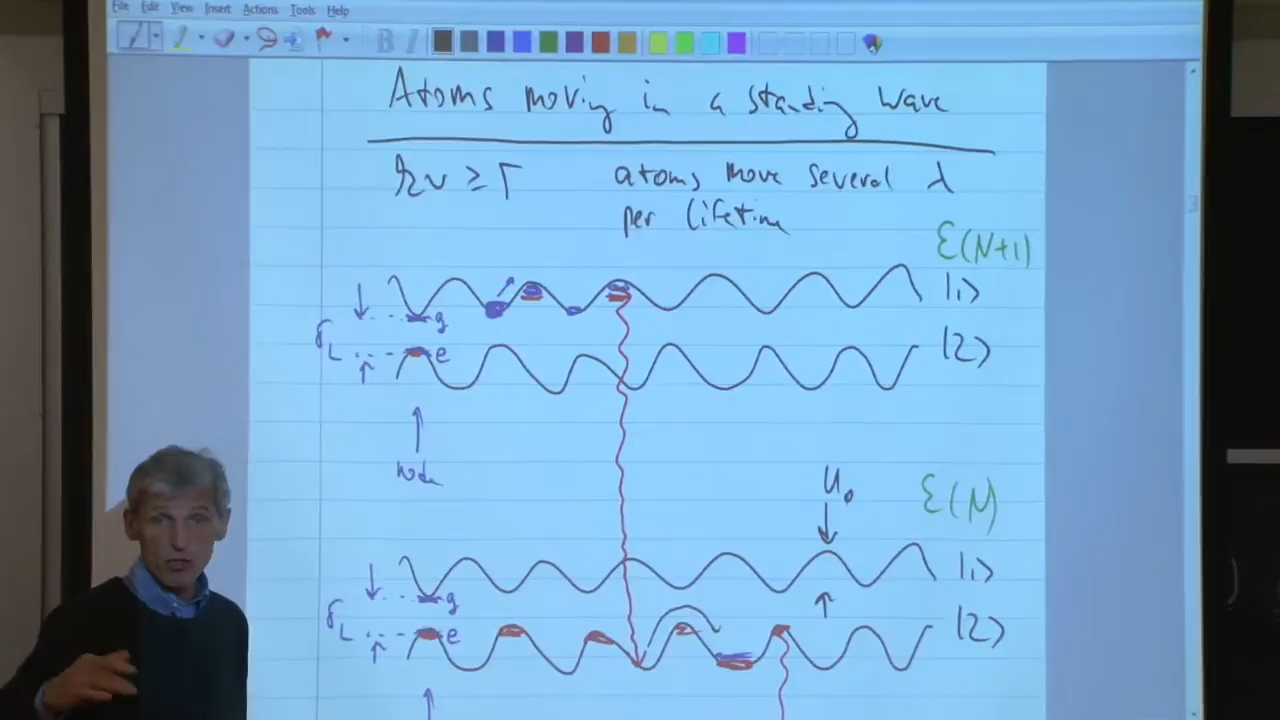 File Edit View Insert Actions Tools Help
B I
Atoms moving in a standing wave
kv ≥ Γ atoms move several λ
per lifetime
ε(N+1)
|1⟩
g
δL
e
|2⟩
node
U₀
ε(N)
|1⟩
g
δL
e
|2⟩